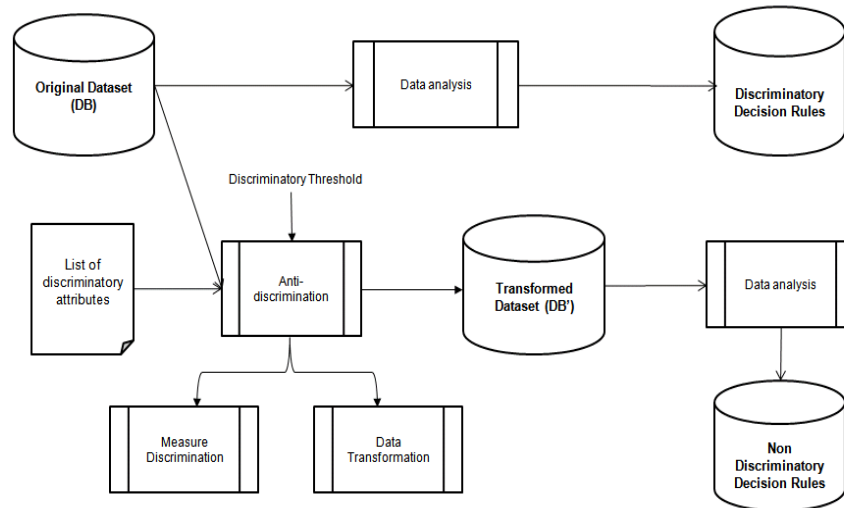 Original Dataset
(DB)
Data analysis
Discriminatory
Decision Rules
Discriminatory Threshold
List of
discriminatory
attributes
Anti-
discrimination
Transformed
Dataset (DB’)
Data analysis
Measure
Discrimination
Data
Transformation
Non
Discriminatory
Decision Rules